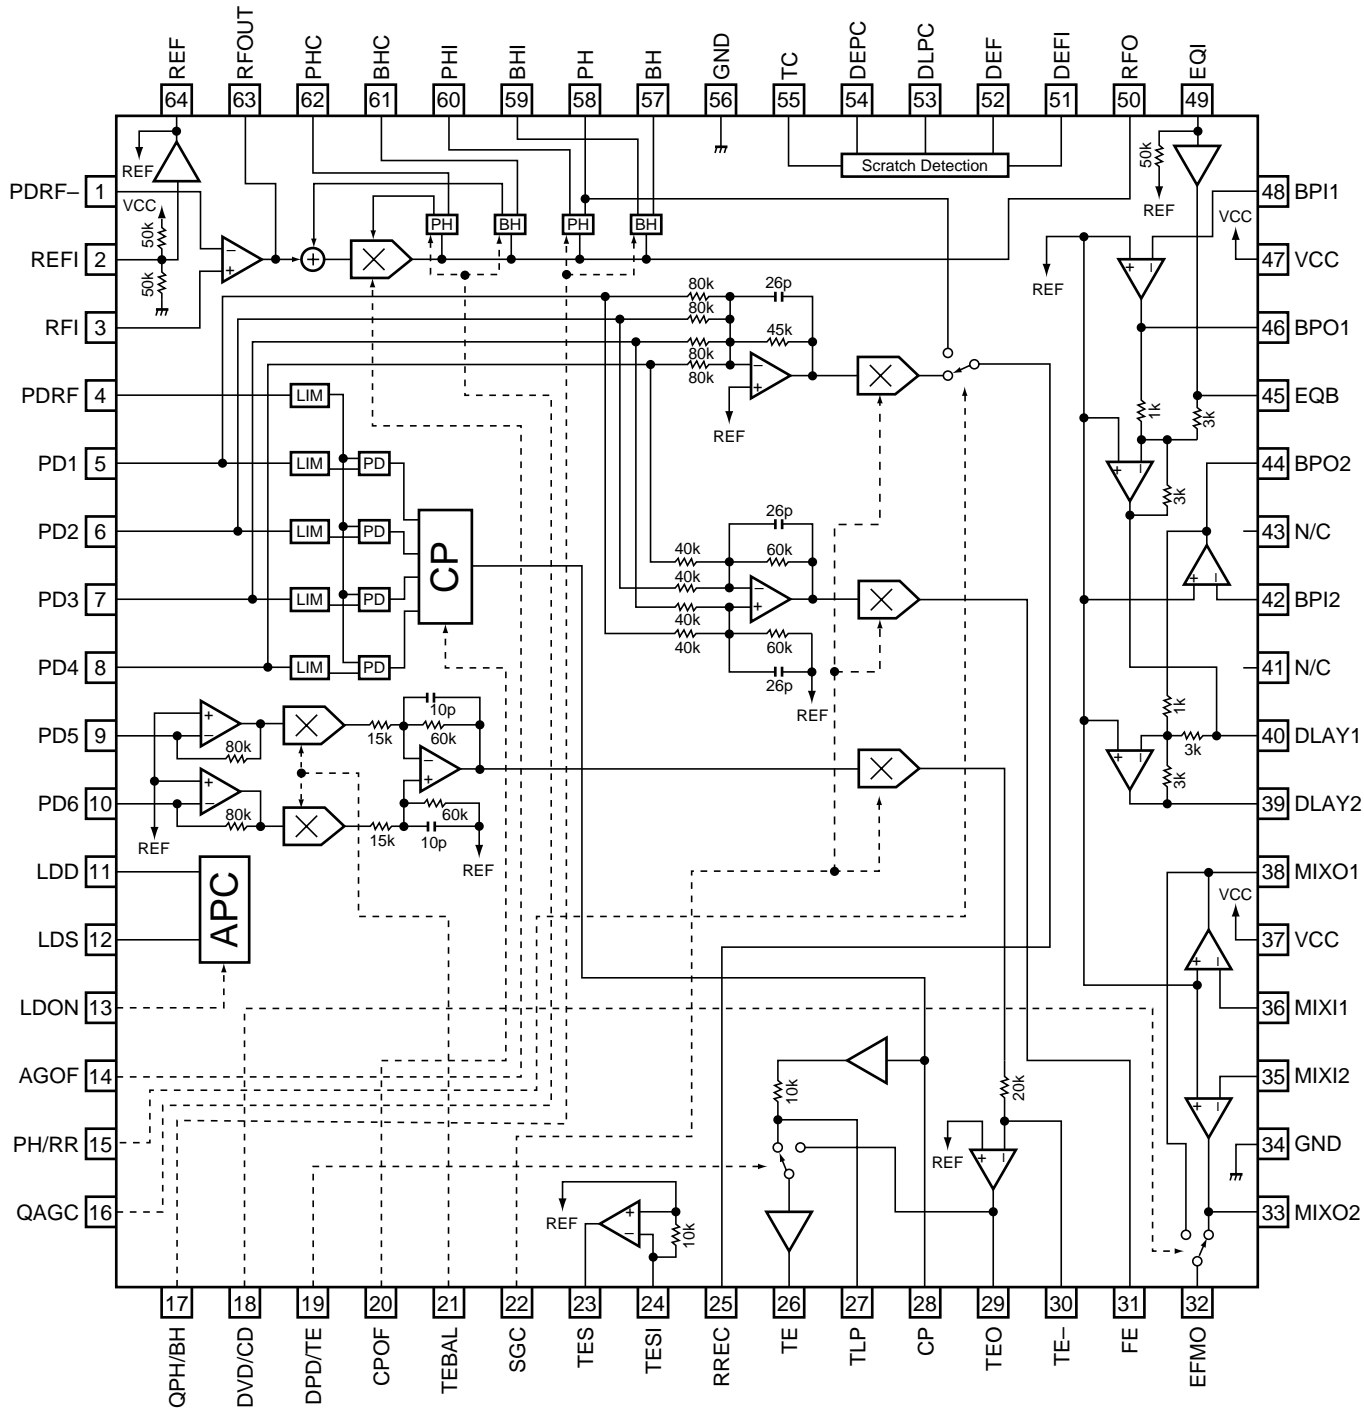 REF
RFOUT
PHC
BHC
PHI
BHI
PH
BH
GND
TC
DEPC
DLPC
DEF
DEFI
RFO
EQI
64 63 62 61 60 59 58 57 56 55 54 53 52 51 50 49
PDRF– 1
REFI 2
RFI 3
PDRF 4
PD1 5
PD2 6
PD3 7
PD4 8
PD5 9
PD6 10
LDD 11
LDS 12
LDON 13
AGOF 14
PH/RR 15
QAGC 16
REF
VCC
50k
50k
–
+
+
×
PH
BH
PH
BH
Scratch Detection
50k
REF
REF
VCC
+ –
1k
3k
+ –
3k
+ –
1k
3k
+ –
3k
80k
80k
80k
80k
26p
45k
–
+
REF
×
LIM
LIM PD
LIM PD
LIM PD
LIM PD
CP
40k
40k
40k
40k
26p
60k
–
+
60k
26p
REF
×
+
–
80k
+
–
80k
REF
×
×
15k
15k
10p
60k
–
+
60k
10p
REF
×
APC
10k
20k
REF
+ –
REF
+
–
10k
VCC
+ –
+ –
48 BPI1
47 VCC
46 BPO1
45 EQB
44 BPO2
43 N/C
42 BPI2
41 N/C
40 DLAY1
39 DLAY2
38 MIXO1
37 VCC
36 MIXI1
35 MIXI2
34 GND
33 MIXO2
17 18 19 20 21 22 23 24 25 26 27 28 29 30 31 32
QPH/BH
DVD/CD
DPD/TE
CPOF
TEBAL
SGC
TES
TESI
RREC
TE
TLP
CP
TEO
TE–
FE
EFMO